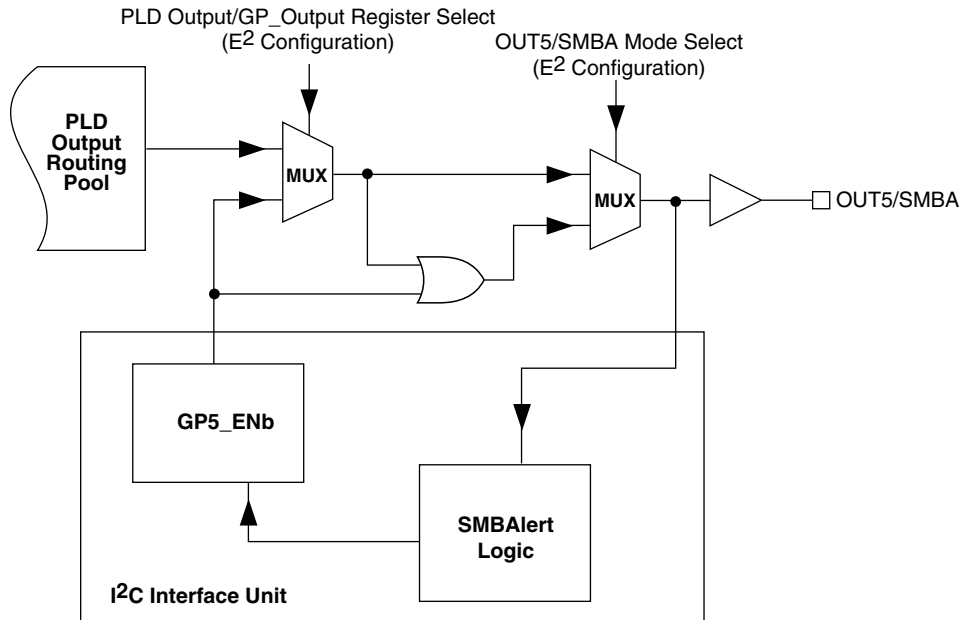 PLD Output/GP_Output Register Select
(E2 Configuration)
OUT5/SMBA Mode Select
(E2 Configuration)
PLD
Output
Routing
Pool
MUX
MUX
OUT5/SMBA
GP5_ENb
SMBAlert
Logic
I2C Interface Unit